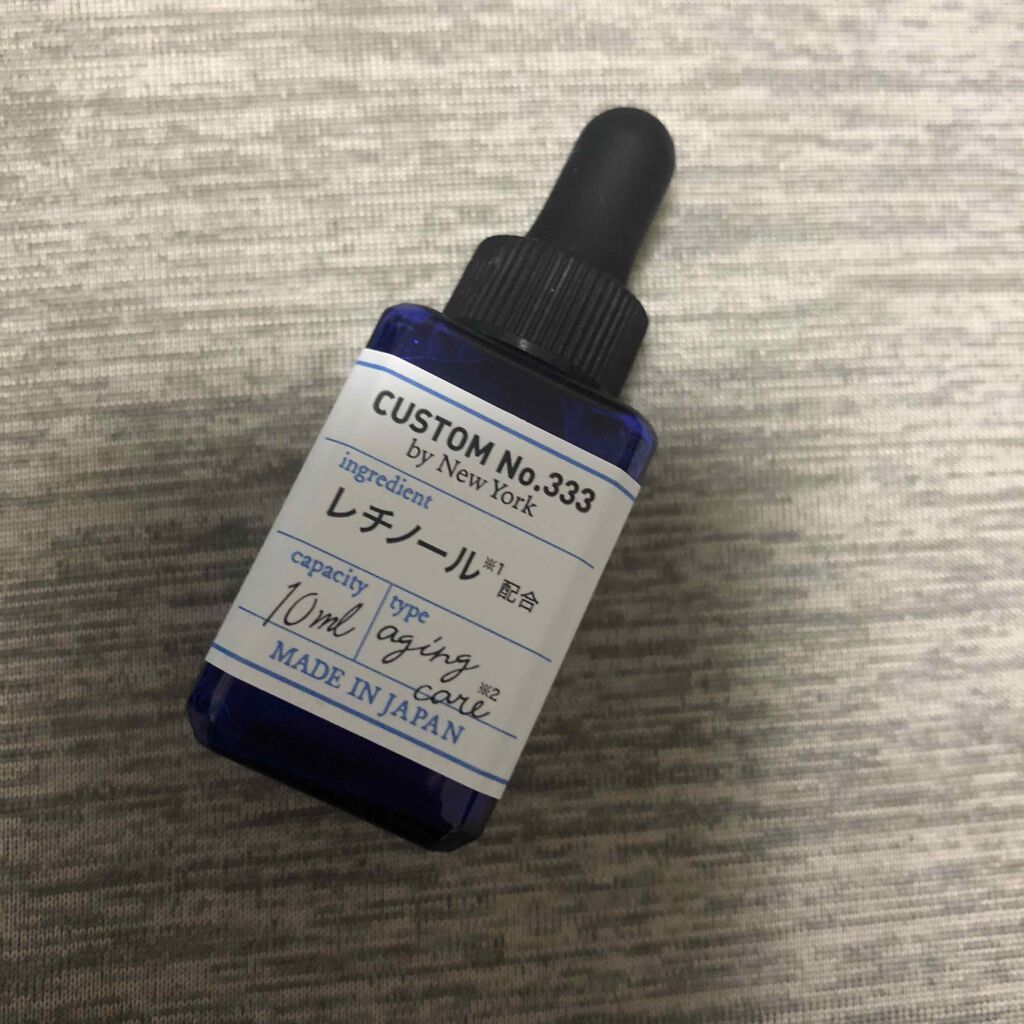 CUSTOM No.333
by New York
ingredient
レチノール※1 配合
capacity
10ml
type
aging
care※2
MADE IN JAPAN